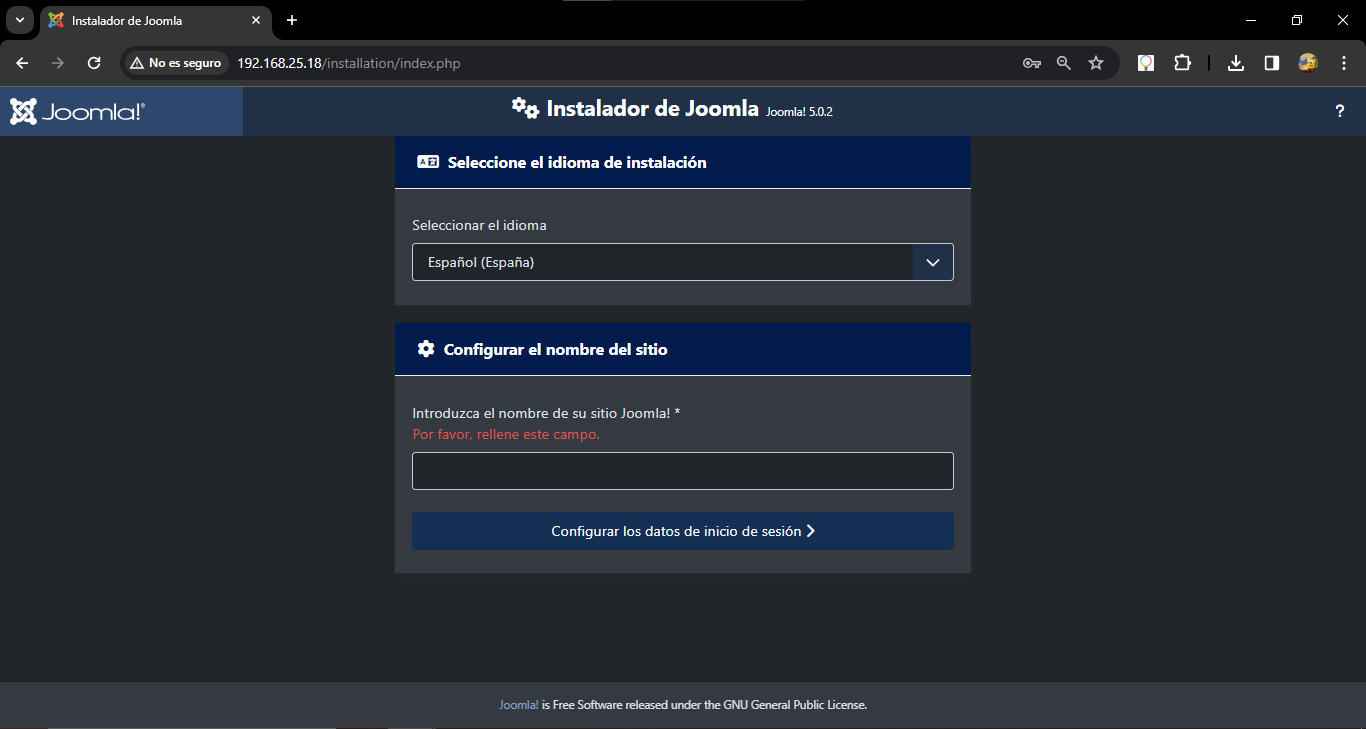 Instalador de Joomla
No es seguro
192.168.25.18/installation/index.php
Joomla!®
Instalador de Joomla Joomla! 5.0.2
?
Seleccione el idioma de instalación
Seleccionar el idioma
Español (España)
Configurar el nombre del sitio
Introduzca el nombre de su sitio Joomla! *
Por favor, rellene este campo.
Configurar los datos de inicio de sesión
Joomla! is Free Software released under the GNU General Public License.